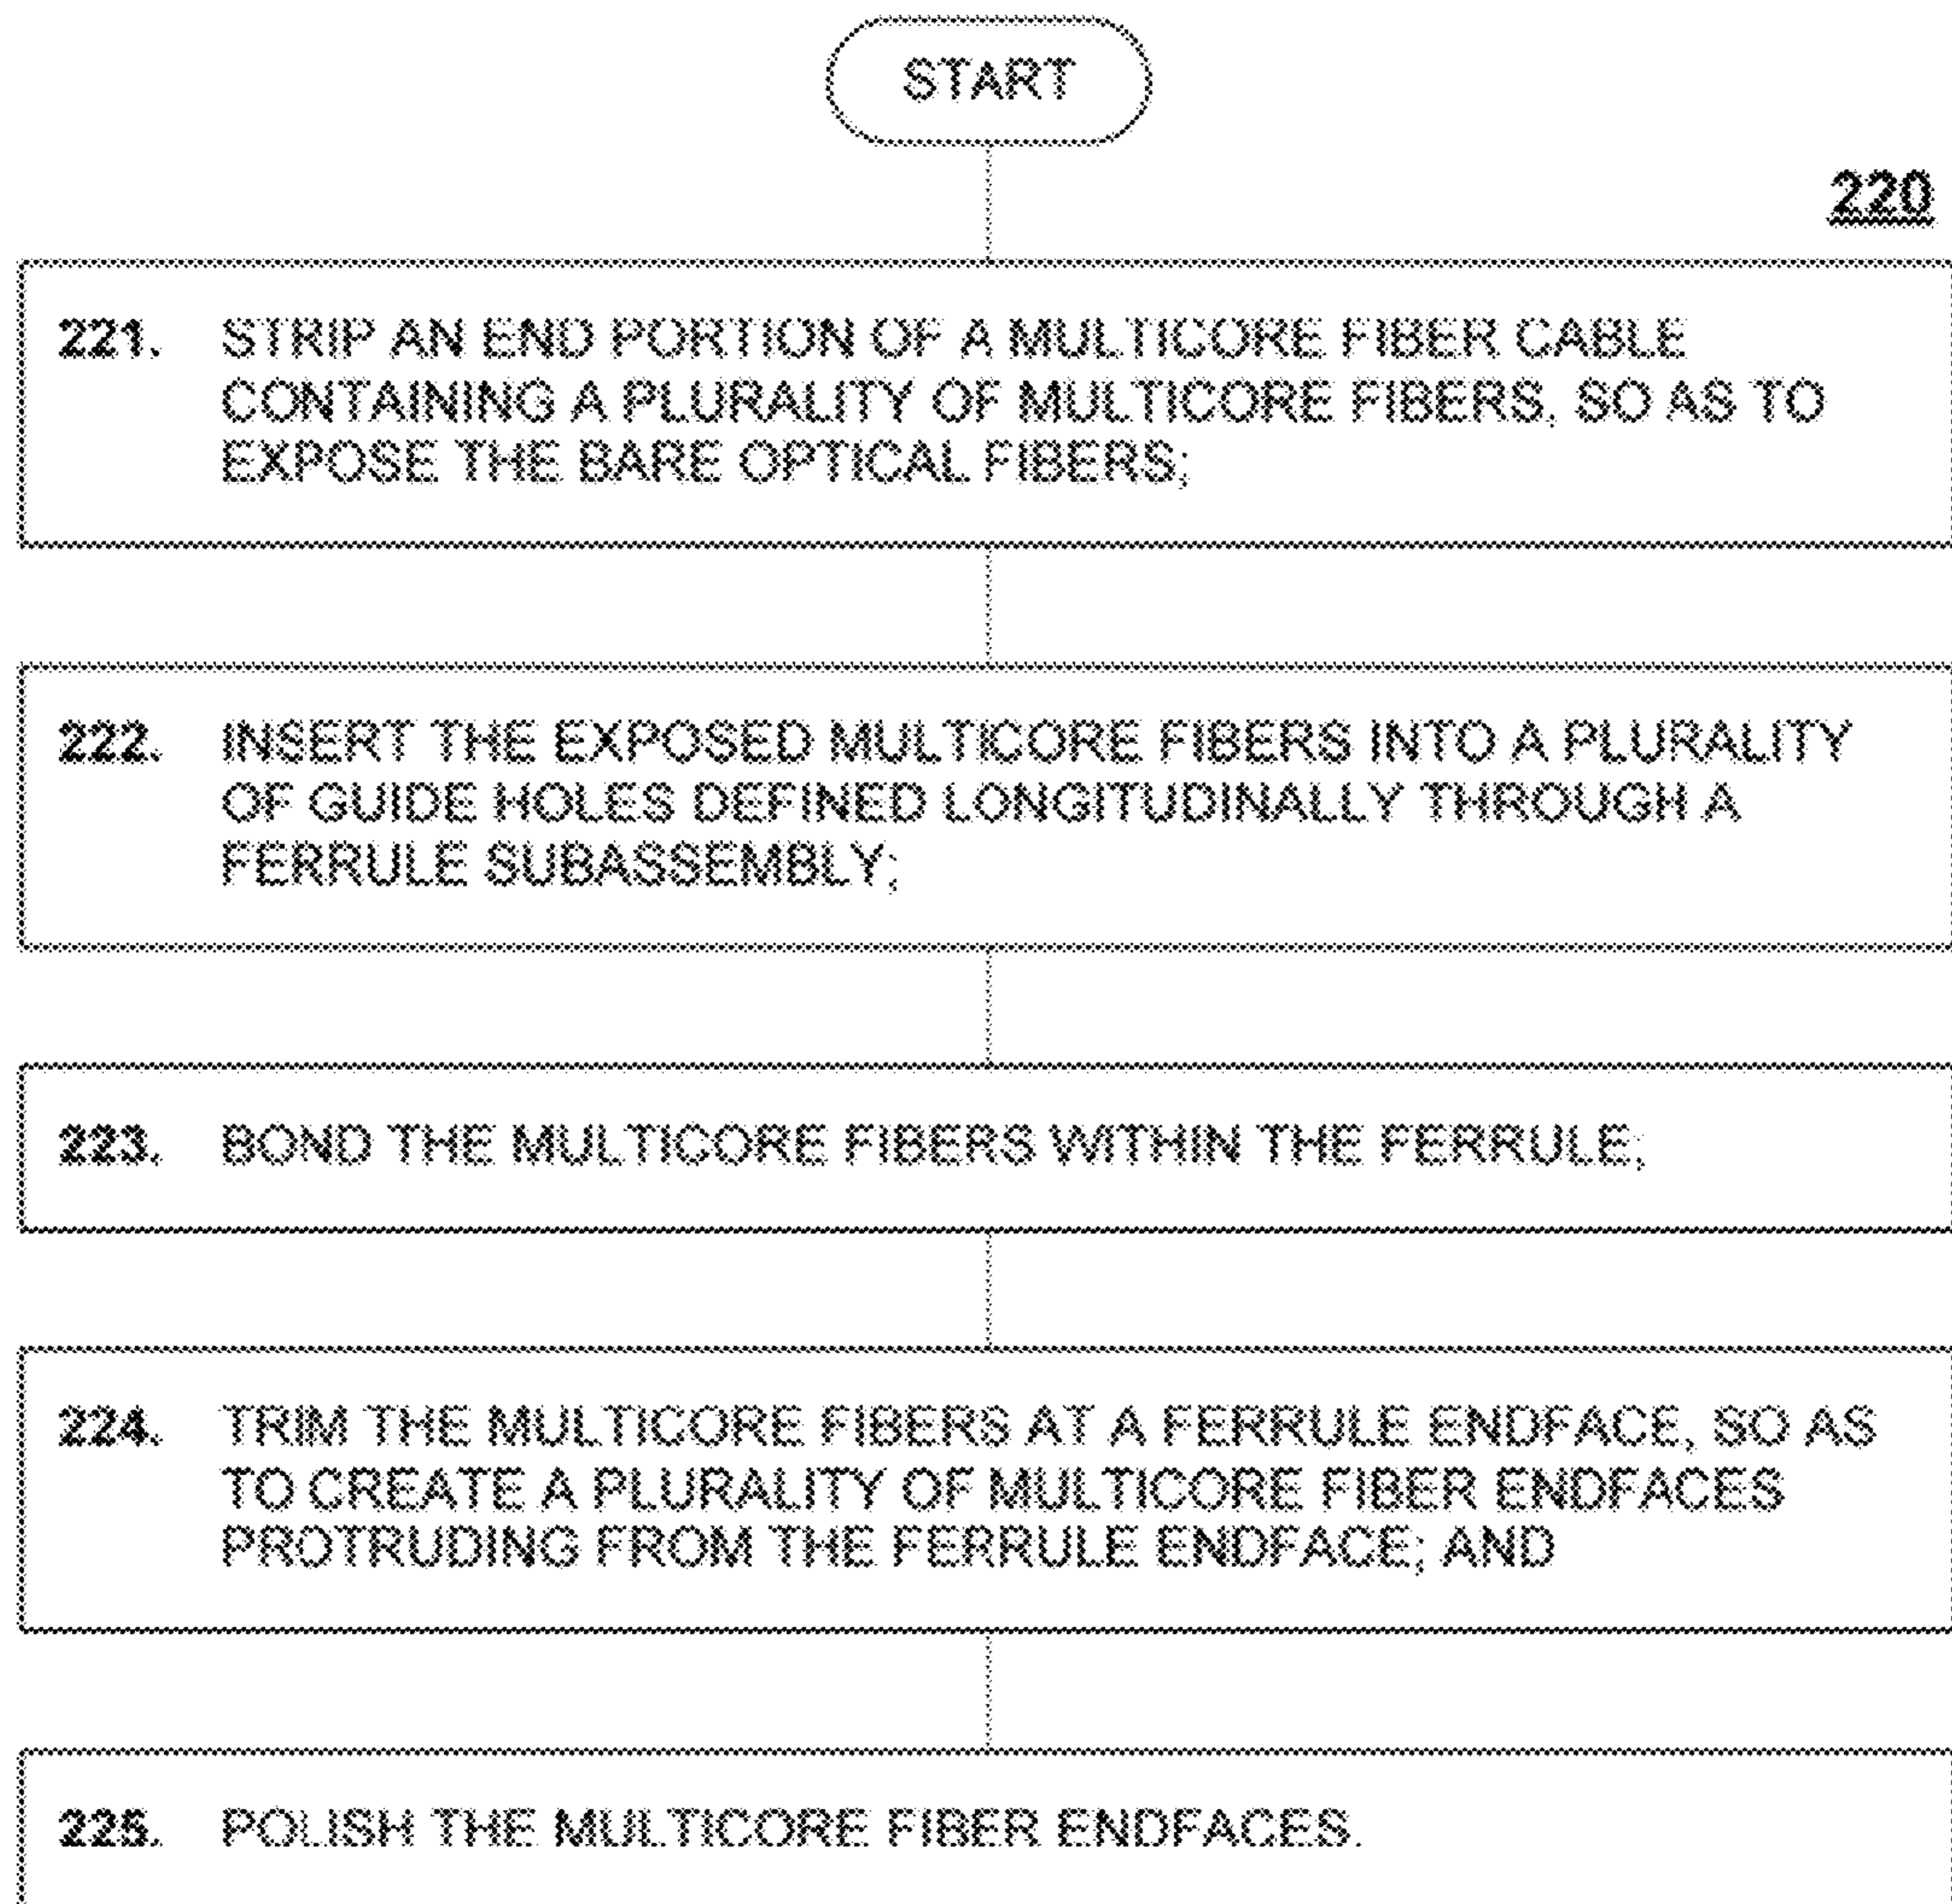 START
220
221. STRIP AN END PORTION OF A MULTICORE FIBER CABLE
CONTAINING A PLURALITY OF MULTICORE FIBERS, SO AS TO
EXPOSE THE BARE OPTICAL FIBERS;
222. INSERT THE EXPOSED MULTICORE FIBERS INTO A PLURALITY
OF GUIDE HOLES DEFINED LONGITUDINALLY THROUGH A
FERRULE SUBASSEMBLY;
223. BOND THE MULTICORE FIBERS WITHIN THE FERRULE;
224. TRIM THE MULTICORE FIBERS AT A FERRULE ENDFACE, SO AS
TO CREATE A PLURALITY OF MULTICORE FIBER ENDFACES
PROTRUDING FROM THE FERRULE ENDFACE; AND
225. POLISH THE MULTICORE FIBER ENDFACES.